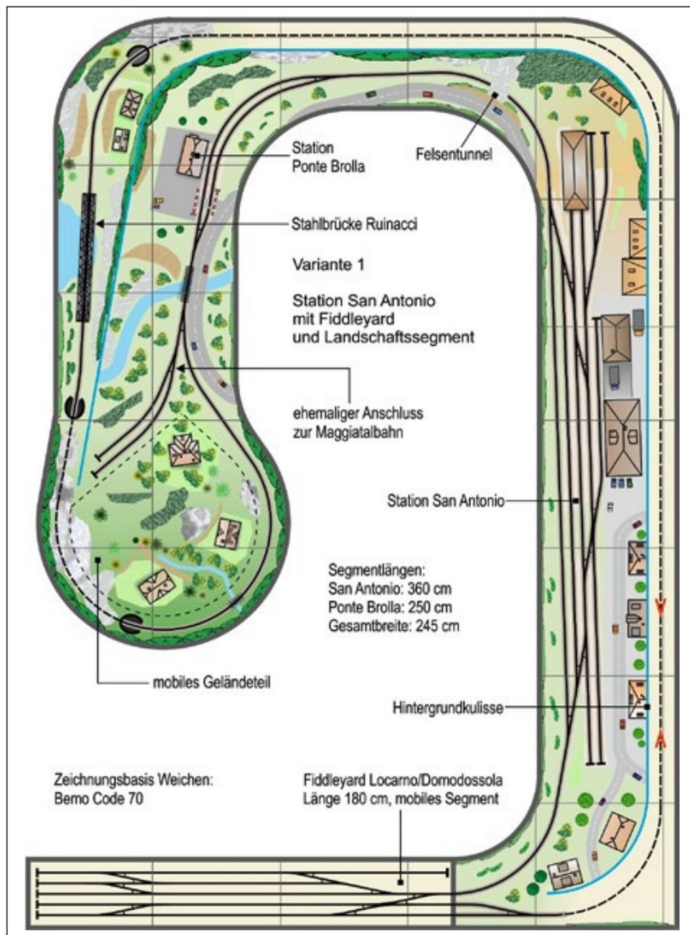 Station
Ponte Brolla
Felsentunnel
Stahlbrücke Ruinacci
Variante 1
Station San Antonio
mit Fiddleyard
und Landschaftssegment
ehemaliger Anschluss
zur Maggiatalbahn
Station San Antonio
Segmentlängen:
San Antonio: 360 cm
Ponte Brolla: 250 cm
Gesamtbreite: 245 cm
mobiles Geländeteil
Hintergrundkulisse
Zeichnungsbasis Weichen:
Bemo Code 70
Fiddleyard Locarno/Domodossola
Länge 180 cm, mobiles Segment